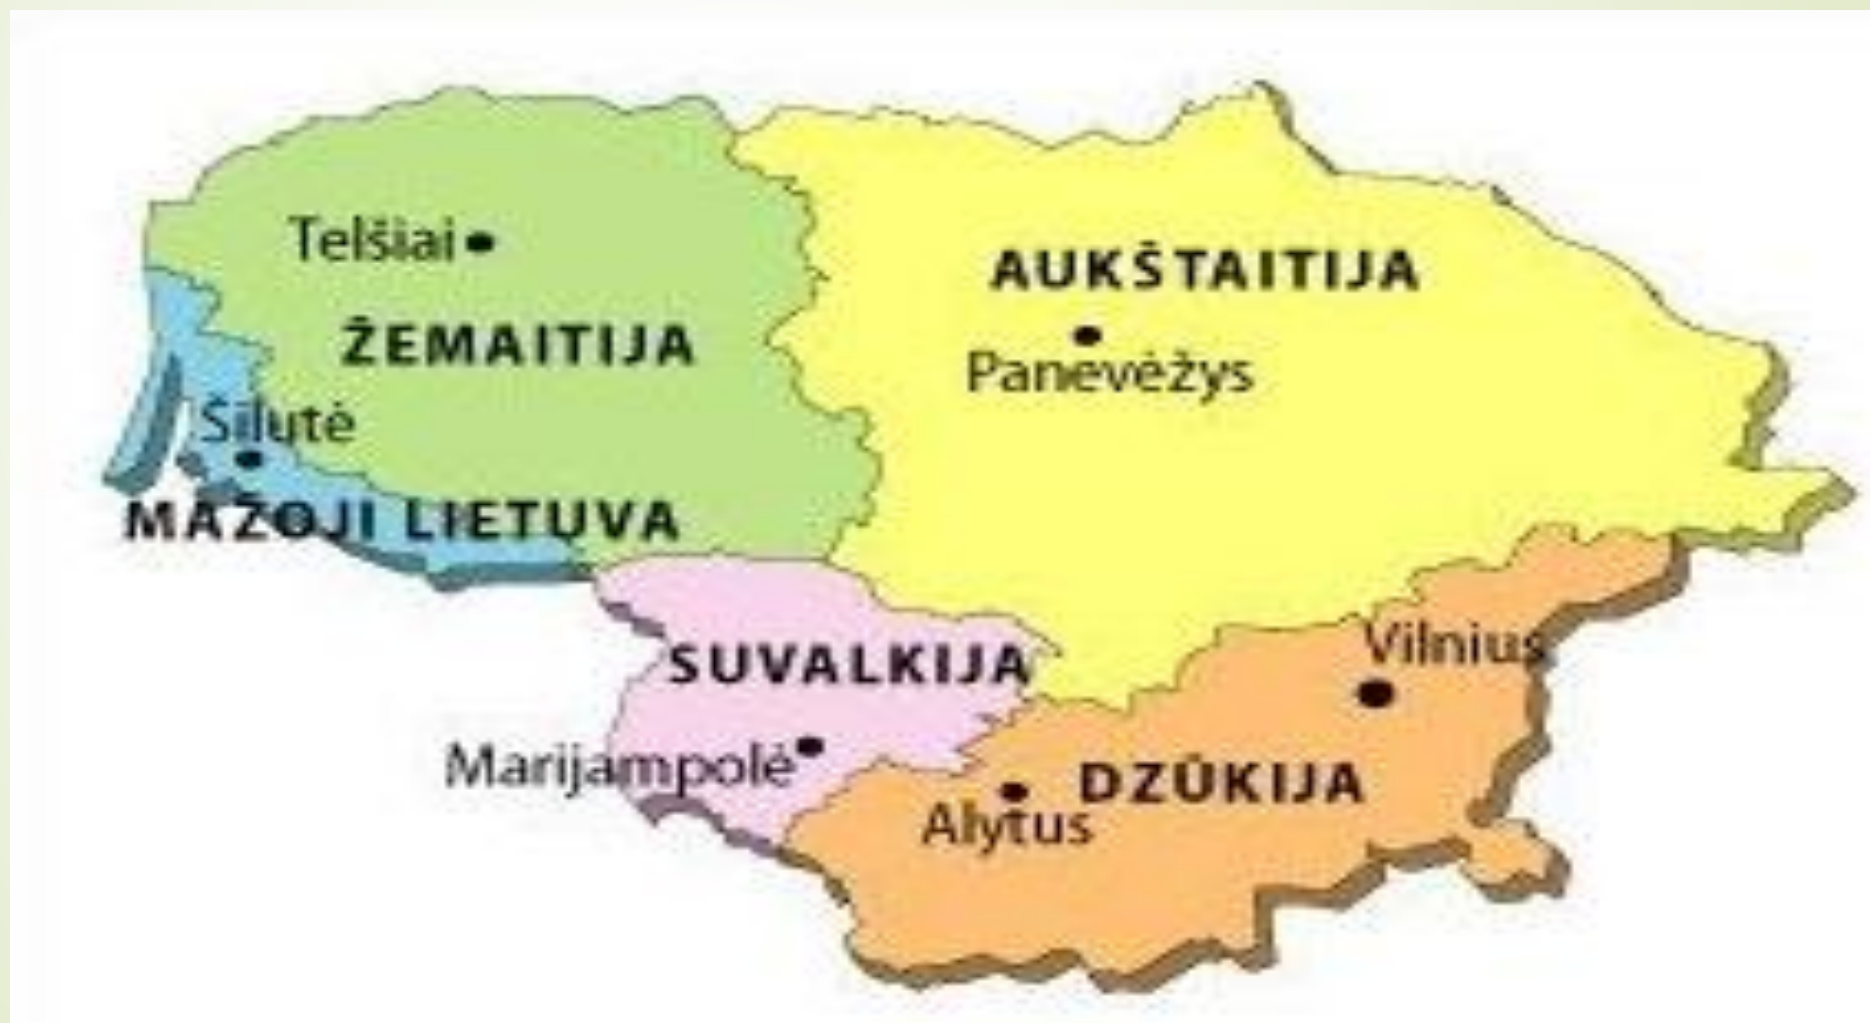 Telšiai
AUKŠTAITIJA
ŽEMAITIJA
Panevėžys
Šilutė
MAŽOJI LIETUVA
Vilnius
SUVALKIJA
Marijampolė
DZŪKIJA
Alytus